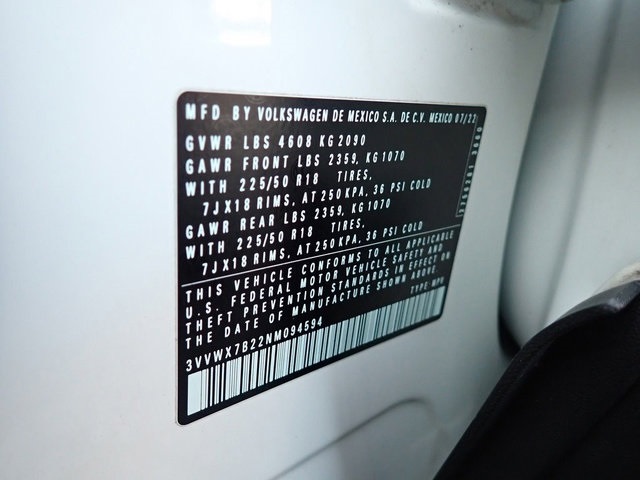 MFD BY VOLKSWAGEN DE MEXICO S.A. DE C.V. MEXICO 07/22
GVWR LBS 4608 KG 2090
GAWR FRONT LBS 2359, KG 1070
WITH 225/50 R18 TIRES,
7JX18 RIMS, AT 250 KPA, 36 PSI COLD
GAWR REAR LBS 2359, KG 1070
WITH 225/50 R18 TIRES,
7JX18 RIMS, AT 250 KPA, 36 PSI COLD
THIS VEHICLE CONFORMS TO ALL APPLICABLE
U.S. FEDERAL MOTOR VEHICLE SAFETY AND
THEFT PREVENTION STANDARDS IN EFFECT ON
THE DATE OF MANUFACTURE SHOWN ABOVE.
TYPE:MPV
3VVWX7B22NM094594